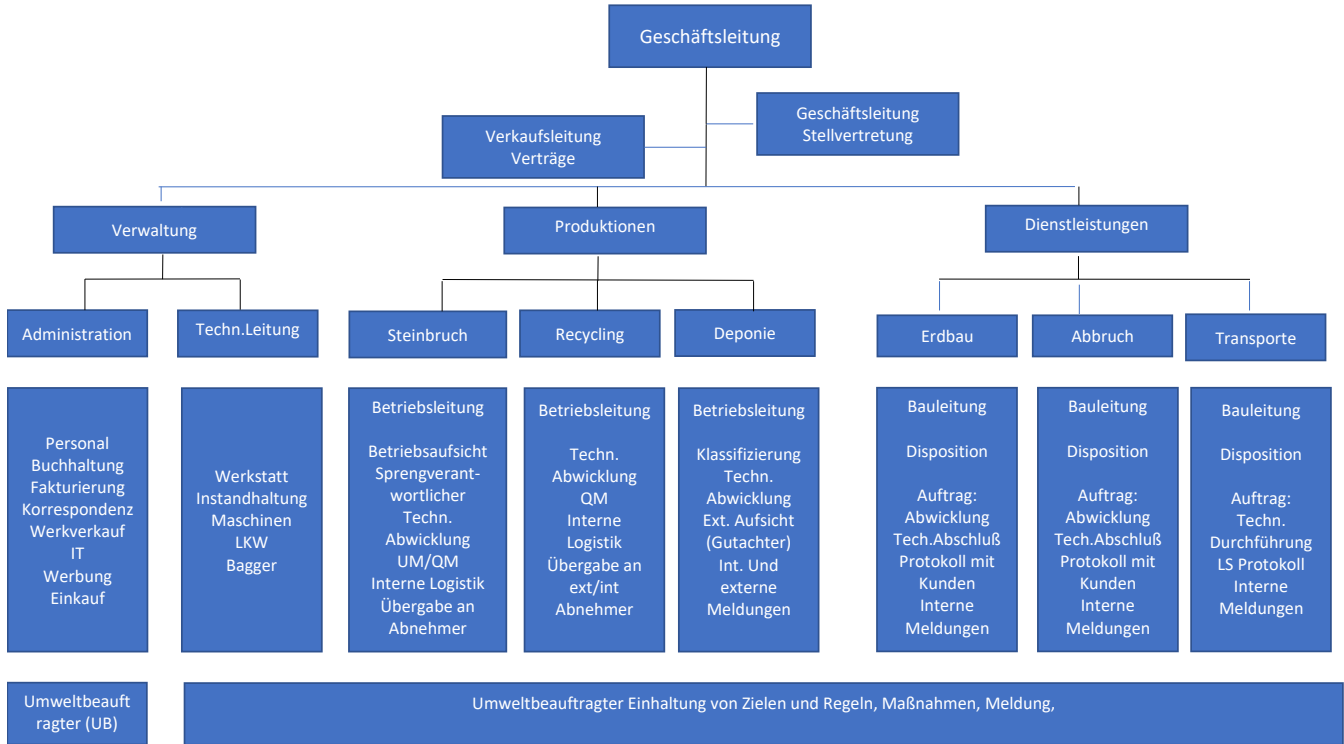 Geschäftsleitung
Geschäftsleitung
Stellvertretung
Verkaufsleitung
Verträge
Verwaltung
Produktionen
Dienstleistungen
Administration
Techn.Leitung
Steinbruch
Recycling
Deponie
Erdbau
Abbruch
Transporte
Personal
Buchhaltung
Fakturierung
Korrespondenz
Werkverkauf
IT
Werbung
Einkauf
Werkstatt
Instandhaltung
Maschinen
LKW
Bagger
Betriebsleitung
Betriebsaufsicht
Sprengverant-
wortlicher
Techn.
Abwicklung
UM/QM
Interne Logistik
Übergabe an
Abnehmer
Betriebsleitung
Techn.
Abwicklung
QM
Interne
Logistik
Übergabe an
ext/int
Abnehmer
Betriebsleitung
Klassifizierung
Techn.
Abwicklung
Ext. Aufsicht
(Gutachter)
Int. Und
externe
Meldungen
Bauleitung
Disposition
Auftrag:
Abwicklung
Tech.Abschluß
Protokoll mit
Kunden
Interne
Meldungen
Bauleitung
Disposition
Auftrag:
Abwicklung
Tech.Abschluß
Protokoll mit
Kunden
Interne
Meldungen
Bauleitung
Disposition
Auftrag:
Techn.
Durchführung
LS Protokoll
Interne
Meldungen
Umweltbeauft
ragter (UB)
Umweltbeauftragter Einhaltung von Zielen und Regeln, Maßnahmen, Meldung,